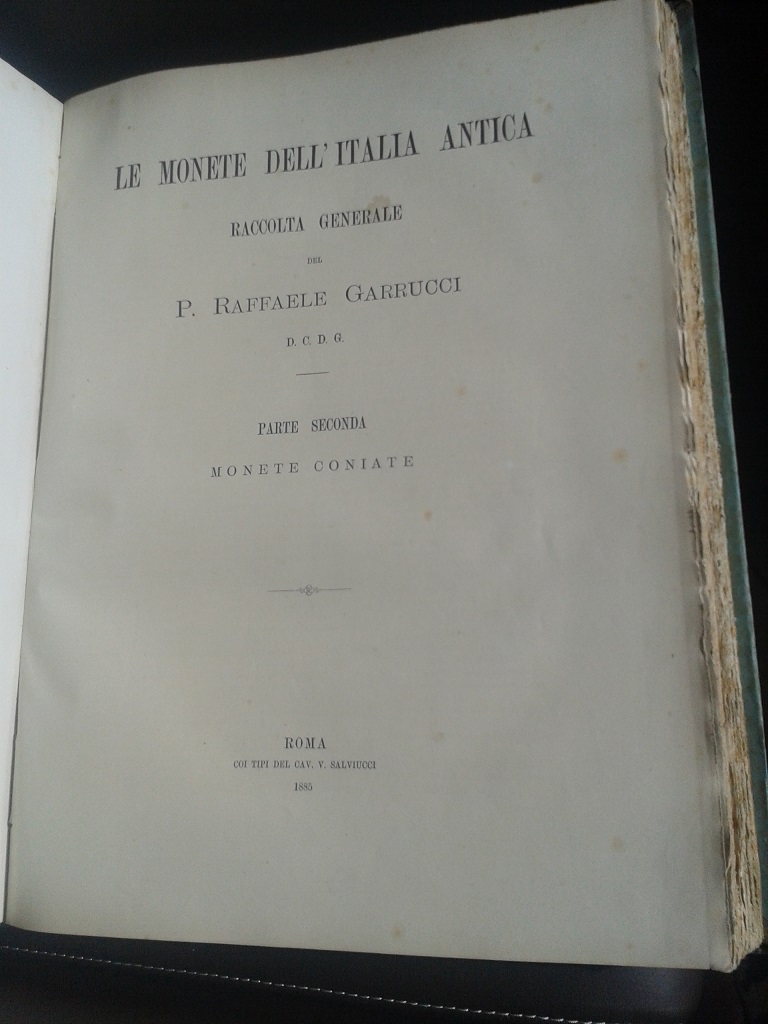 LE MONETE DELL' ITALIA ANTICA
RACCOLTA GENERALE
DEL
P. RAFFAELE GARRUCCI
D. C. D. G.
PARTE SECONDA
MONETE CONIATE
ROMA
COI TIPI DEL CAV. V. SALVIUCCI
1885